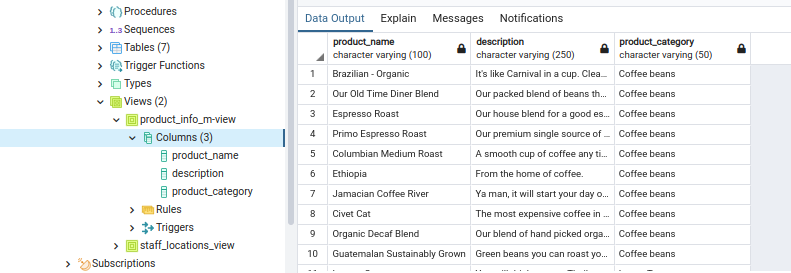 Procedures
1..3 Sequences
Tables (7)
Trigger Functions
Types
Views (2)
product_info_m-view
Columns (3)
product_name
description
product_category
Rules
Triggers
staff_locations_view
Subscriptions
Data Output Explain Messages Notifications
product_name description product_category
character varying (100) character varying (250) character varying (50)
1 Brazilian - Organic It's like Carnival in a cup. Clea... Coffee beans
2 Our Old Time Diner Blend Our packed blend of beans th... Coffee beans
3 Espresso Roast Our house blend for a good es... Coffee beans
4 Primo Espresso Roast Our premium single source of ... Coffee beans
5 Columbian Medium Roast A smooth cup of coffee any ti... Coffee beans
6 Ethiopia From the home of coffee. Coffee beans
7 Jamacian Coffee River Ya man, it will start your day o... Coffee beans
8 Civet Cat The most expensive coffee in ... Coffee beans
9 Organic Decaf Blend Our blend of hand picked orga... Coffee beans
10 Guatemalan Sustainably Grown Green beans you can roast yo... Coffee beans